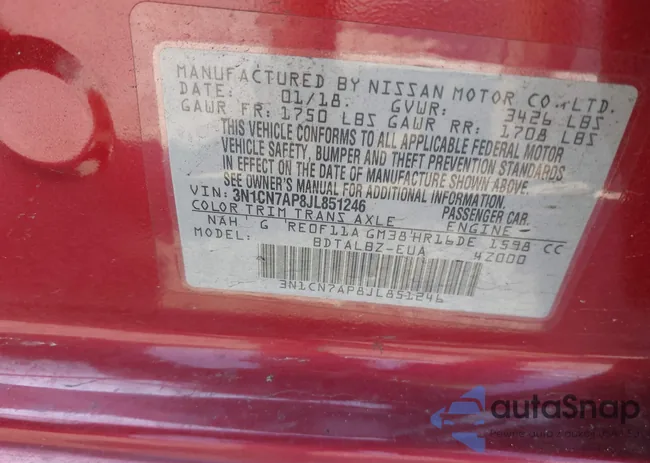 MANUFACTURED BY NISSAN MOTOR CO.,LTD.
DATE: 01/18. GVWR: 3426 LBS
GAWR FR: 1750 LBS GAWR RR: 1708 LBS
THIS VEHICLE CONFORMS TO ALL APPLICABLE FEDERAL MOTOR
VEHICLE SAFETY, BUMPER AND THEFT PREVENTION STANDARDS
IN EFFECT ON THE DATE OF MANUFACTURE SHOWN ABOVE.
SEE OWNER'S MANUAL FOR ADDITIONAL INFORMATION.
VIN: 3N1CN7AP8JL851246 PASSENGER CAR.
COLOR TRIM TRANS AXLE ENGINE
NAH G RE0F11A GM38 HR16DE 1598 CC
MODEL: BDTALBZ-EUA 42000
3N1CN7AP8JL851246
autoSnap